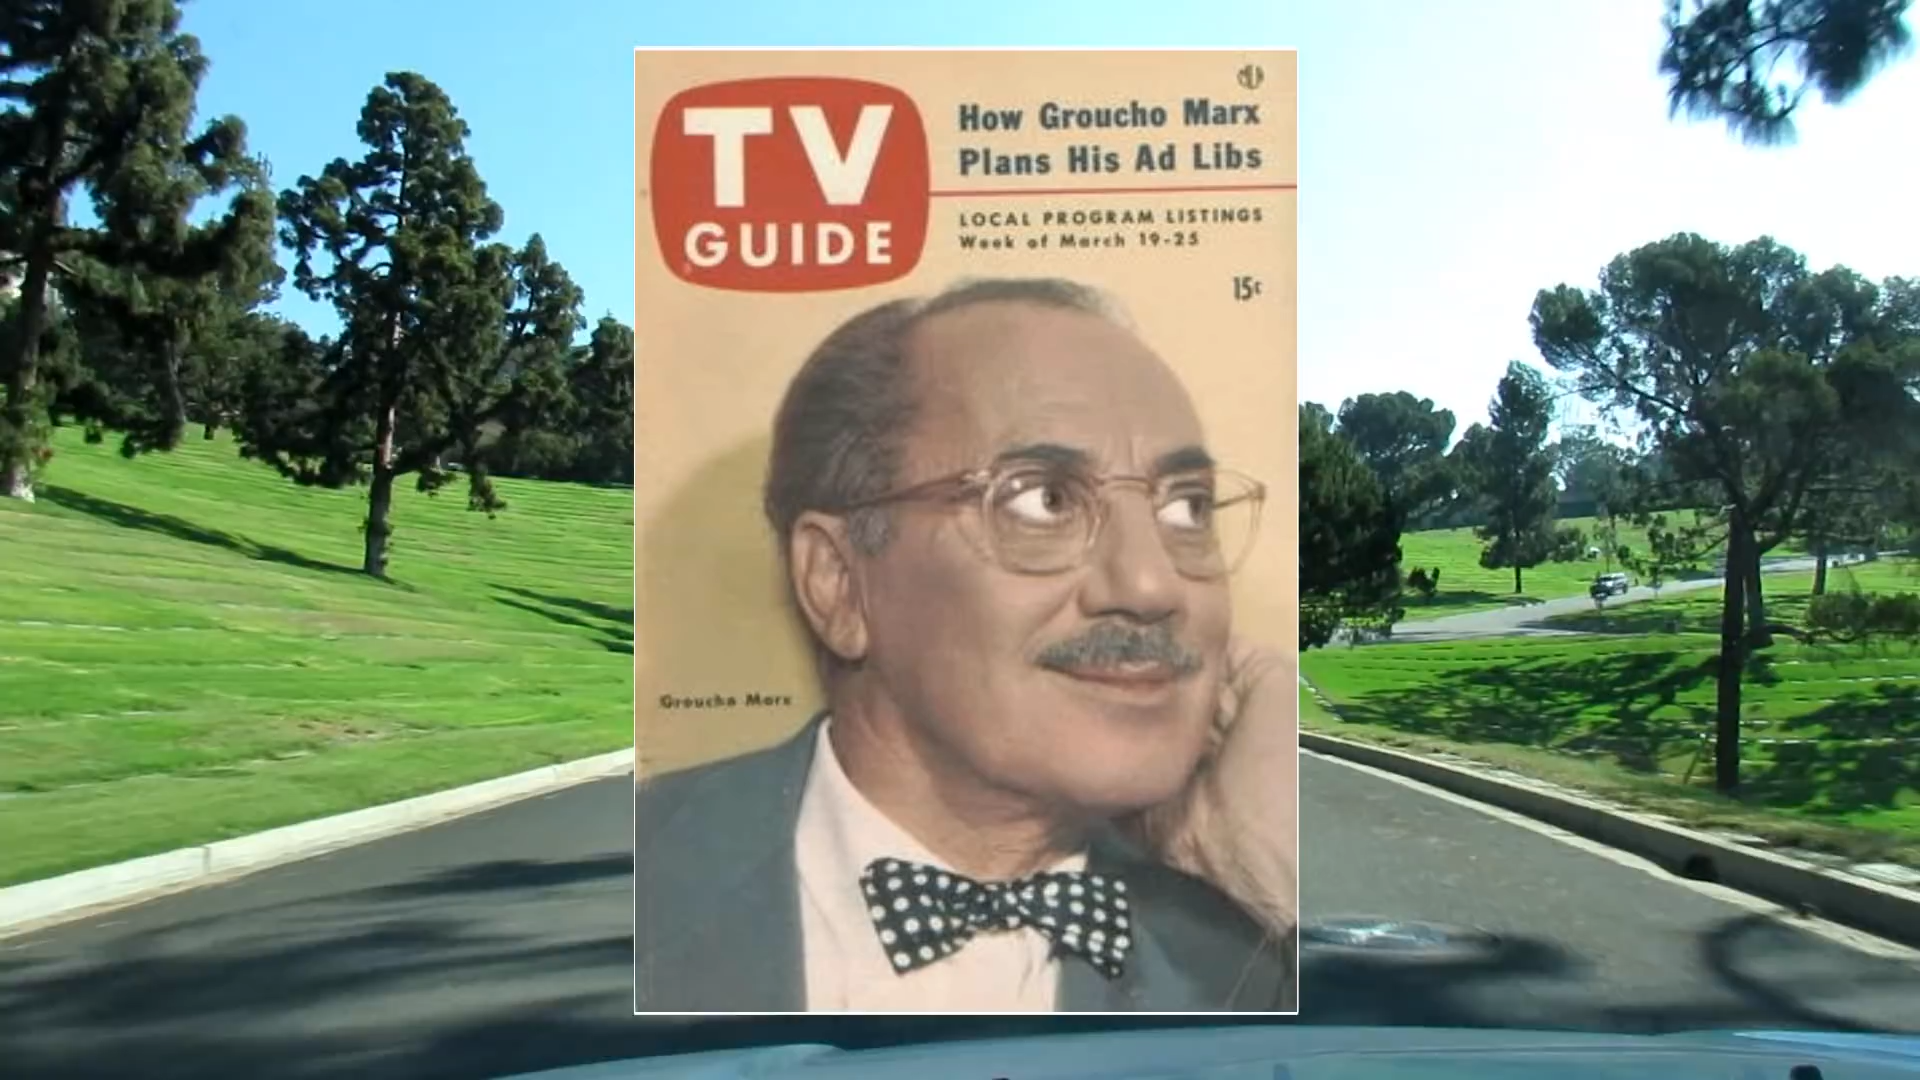 TV
GUIDE
How Groucho Marx
Plans His Ad Libs
LOCAL PROGRAM LISTINGS
Week of March 19-25
15¢
Groucho Marx